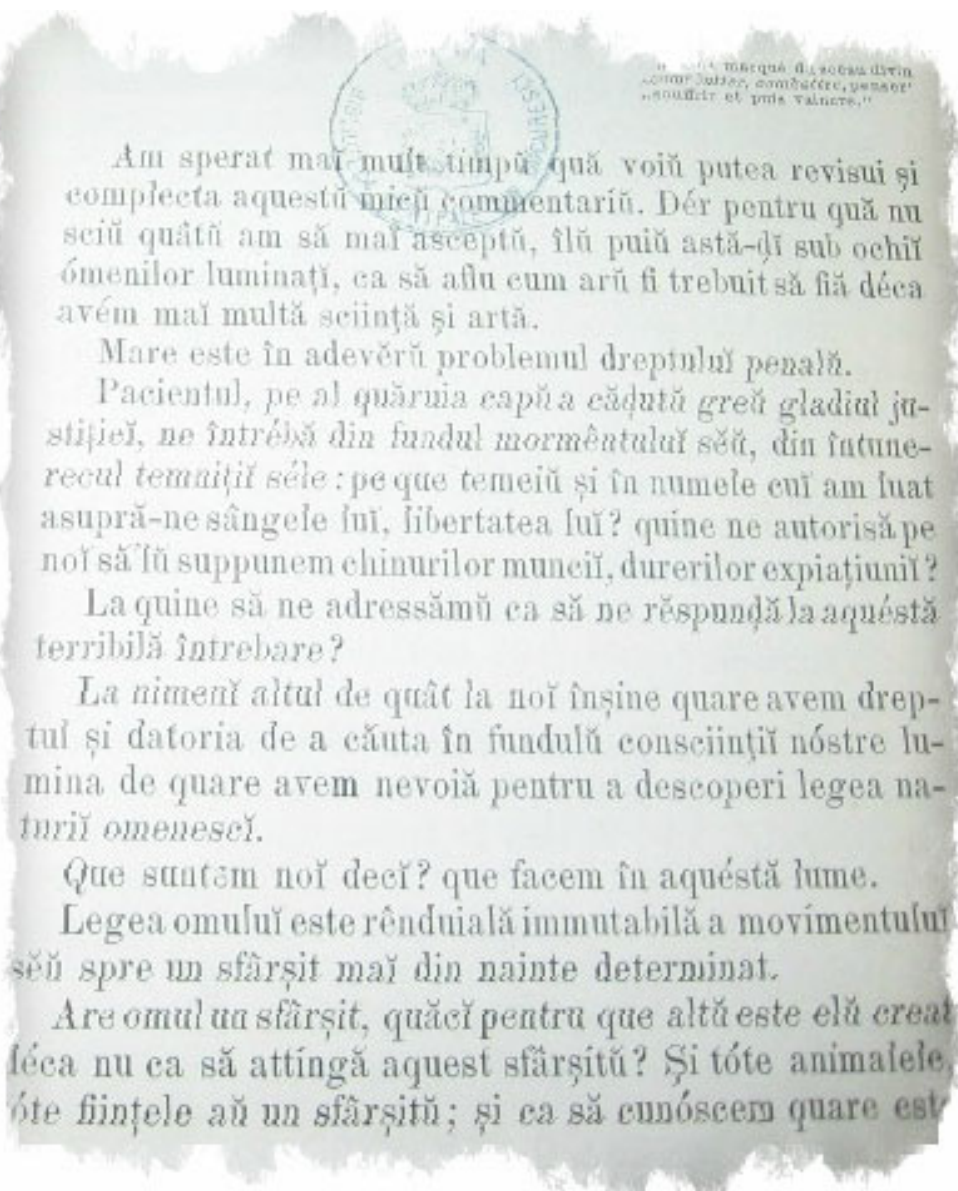 marqué du sceau divin
pour lutter, combattre, penser
„souffrir et puis vaincre.“
Am sperat maĭ mult timpŭ quă voiŭ putea revisui și
complecta aquestŭ micŭ commentariŭ. Dér pentru quă nu
sciŭ quâtŭ am să maĭ asceptŭ, îlŭ puiŭ astă-ḑĭ sub ochiĭ
ómenilor luminațĭ, ca să aflu cum arŭ fi trebuit să fiă déca
avém maĭ multă sciință și artă.
Mare este în adevĕrŭ problemul dreptuluĭ penalŭ.
Pacientul, pe al quăruia capŭ a cădutŭ greŭ gladiul ju-
stițieĭ, ne întrébă din fundul mormêntuluĭ sĕŭ, din întune-
recul temnițiĭ séle : pe que temeiŭ și în numele cuĭ am luat
asupră-ne sângele luĭ, libertatea luĭ? quine ne autorisă pe
noĭ să'lŭ suppunem chinurilor munciĭ, durerilor expiațiuniĭ?
La quine să ne adressămŭ ca să ne rĕspunḑă la aquéstă
terribilă întrebare?
La nimenĭ altul de quât la noĭ înșine quare avem drep-
tul și datoria de a căuta în fundulŭ consciințiĭ nóstre lu-
mina de quare avem nevoiă pentru a descoperi legea na-
turiĭ omenescĭ.
Que suntem noĭ decĭ? que facem în aquéstă lume.
Legea omuluĭ este rênduială immutabilă a movimentuluĭ
sĕŭ spre un sfârșit maĭ din nainte determinat.
Are omul un sfârșit, quăcĭ pentru que altŭ este elŭ creat
déca nu ca să attingă aquest sfârșitŭ? Și tóte animalele,
óte ființele aŭ un sfârșitŭ; și ca să cunóscem quare este